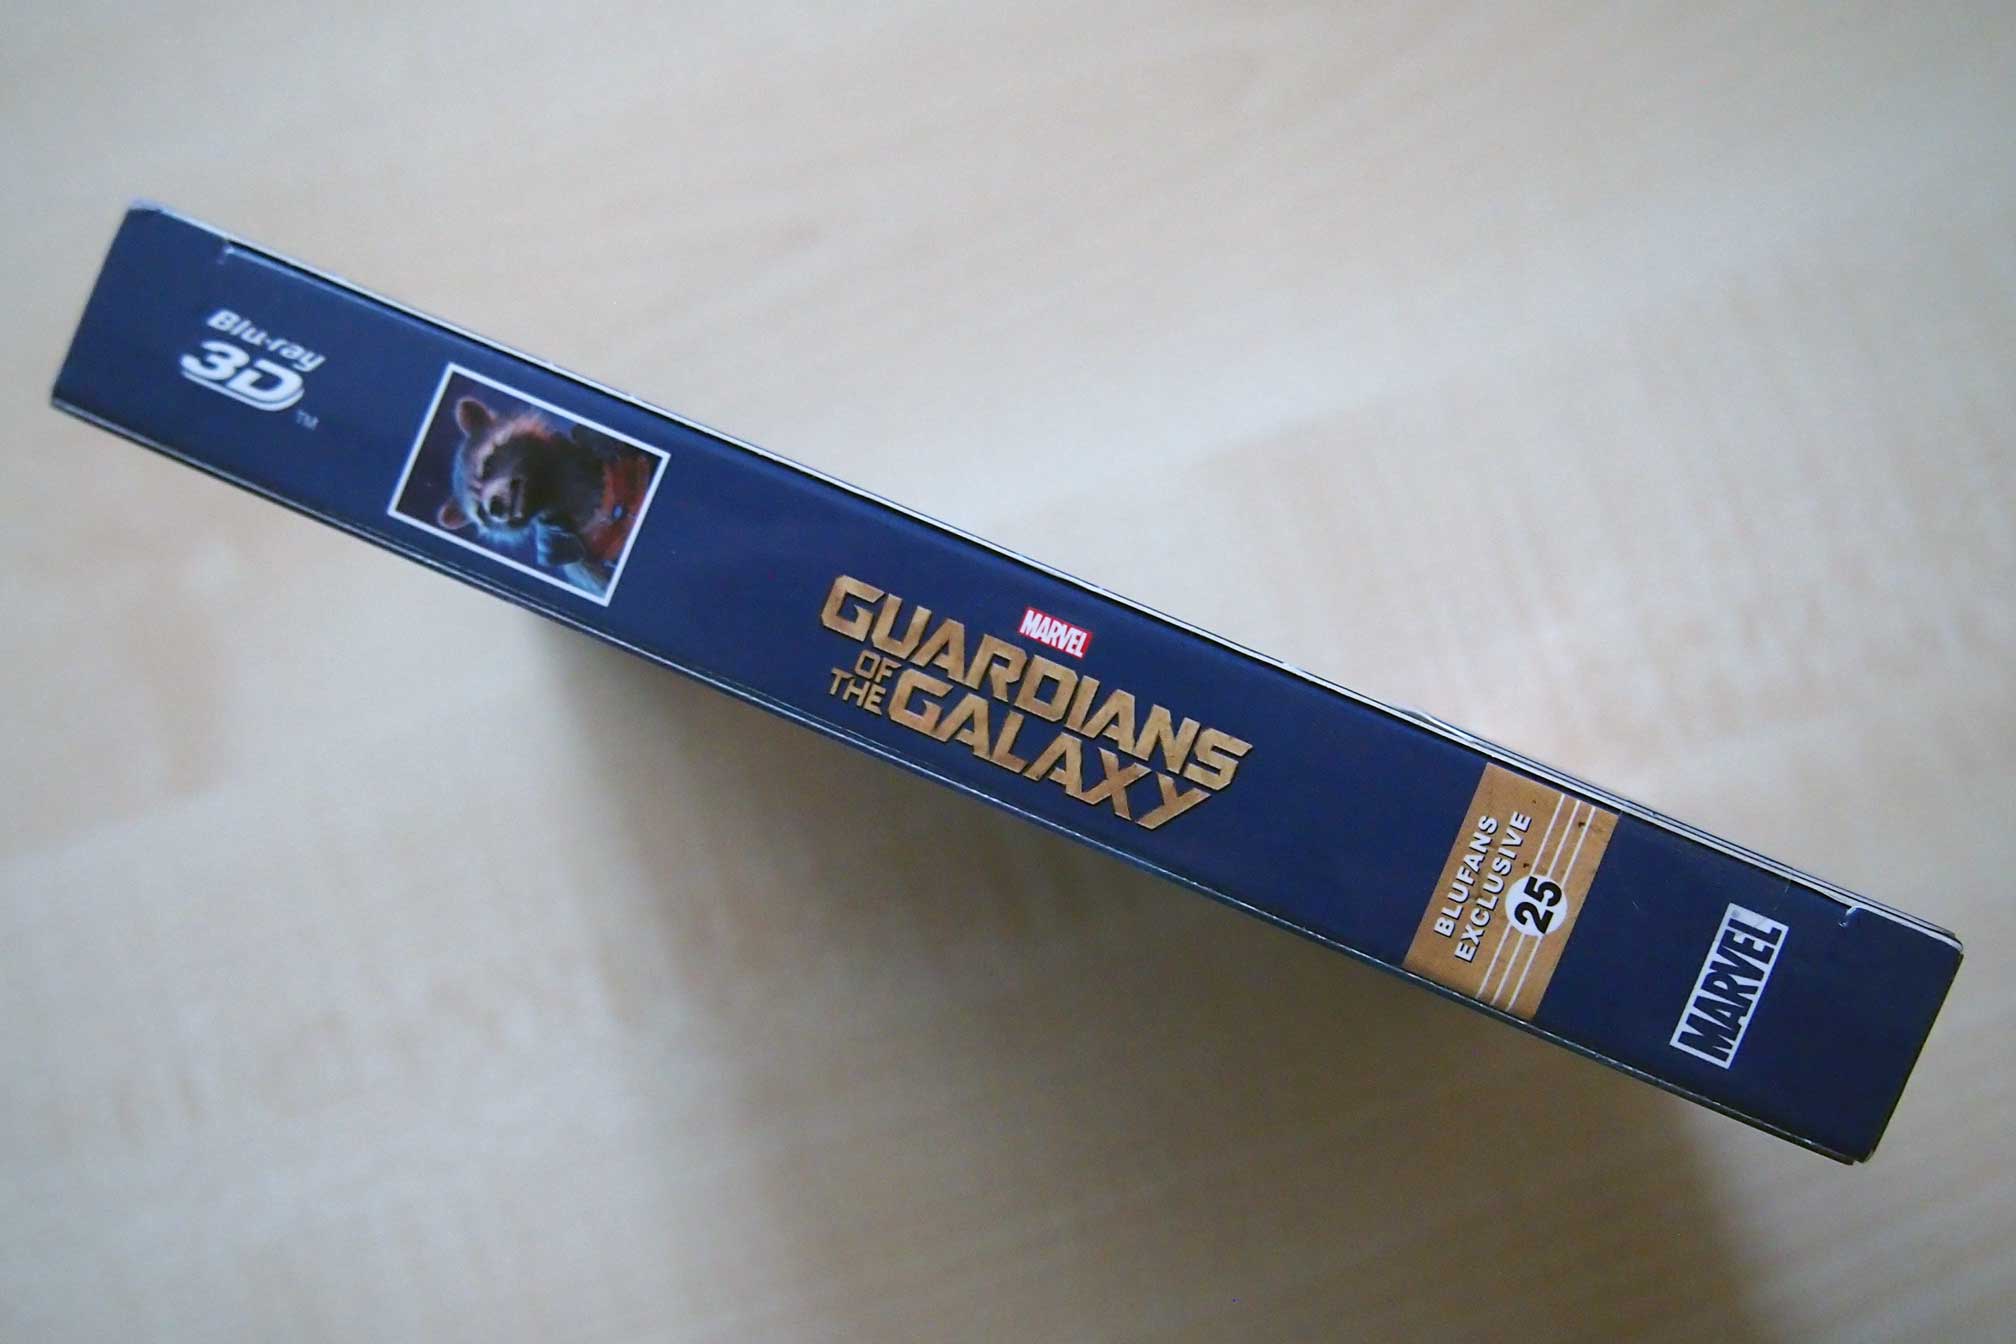 Blu-ray
3D
TM
MARVEL
GUARDIANS
OF
THE
GALAXY
BLUFANS
EXCLUSIVE
25
MARVEL